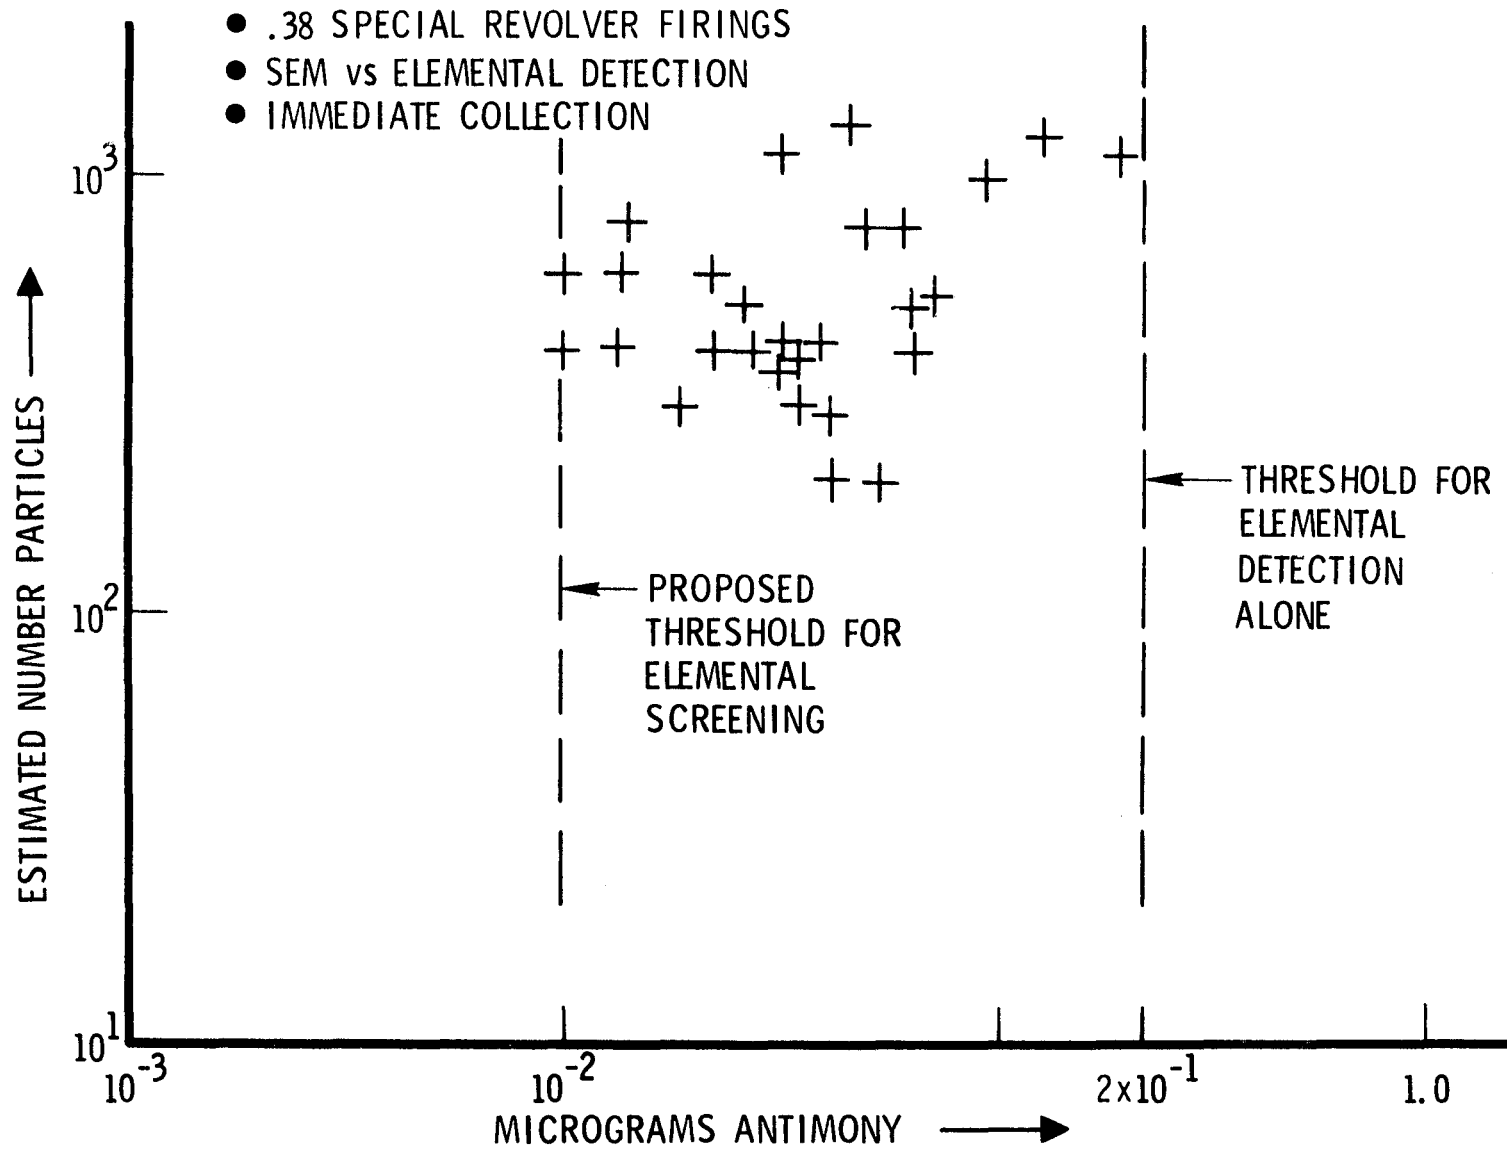 ● .38 SPECIAL REVOLVER FIRINGS
● SEM vs ELEMENTAL DETECTION
● IMMEDIATE COLLECTION
10³
10²
10¹
ESTIMATED NUMBER PARTICLES
THRESHOLD FOR
ELEMENTAL
DETECTION
ALONE
PROPOSED
THRESHOLD FOR
ELEMENTAL
SCREENING
10⁻³
10⁻²
2x10⁻¹
1.0
MICROGRAMS ANTIMONY